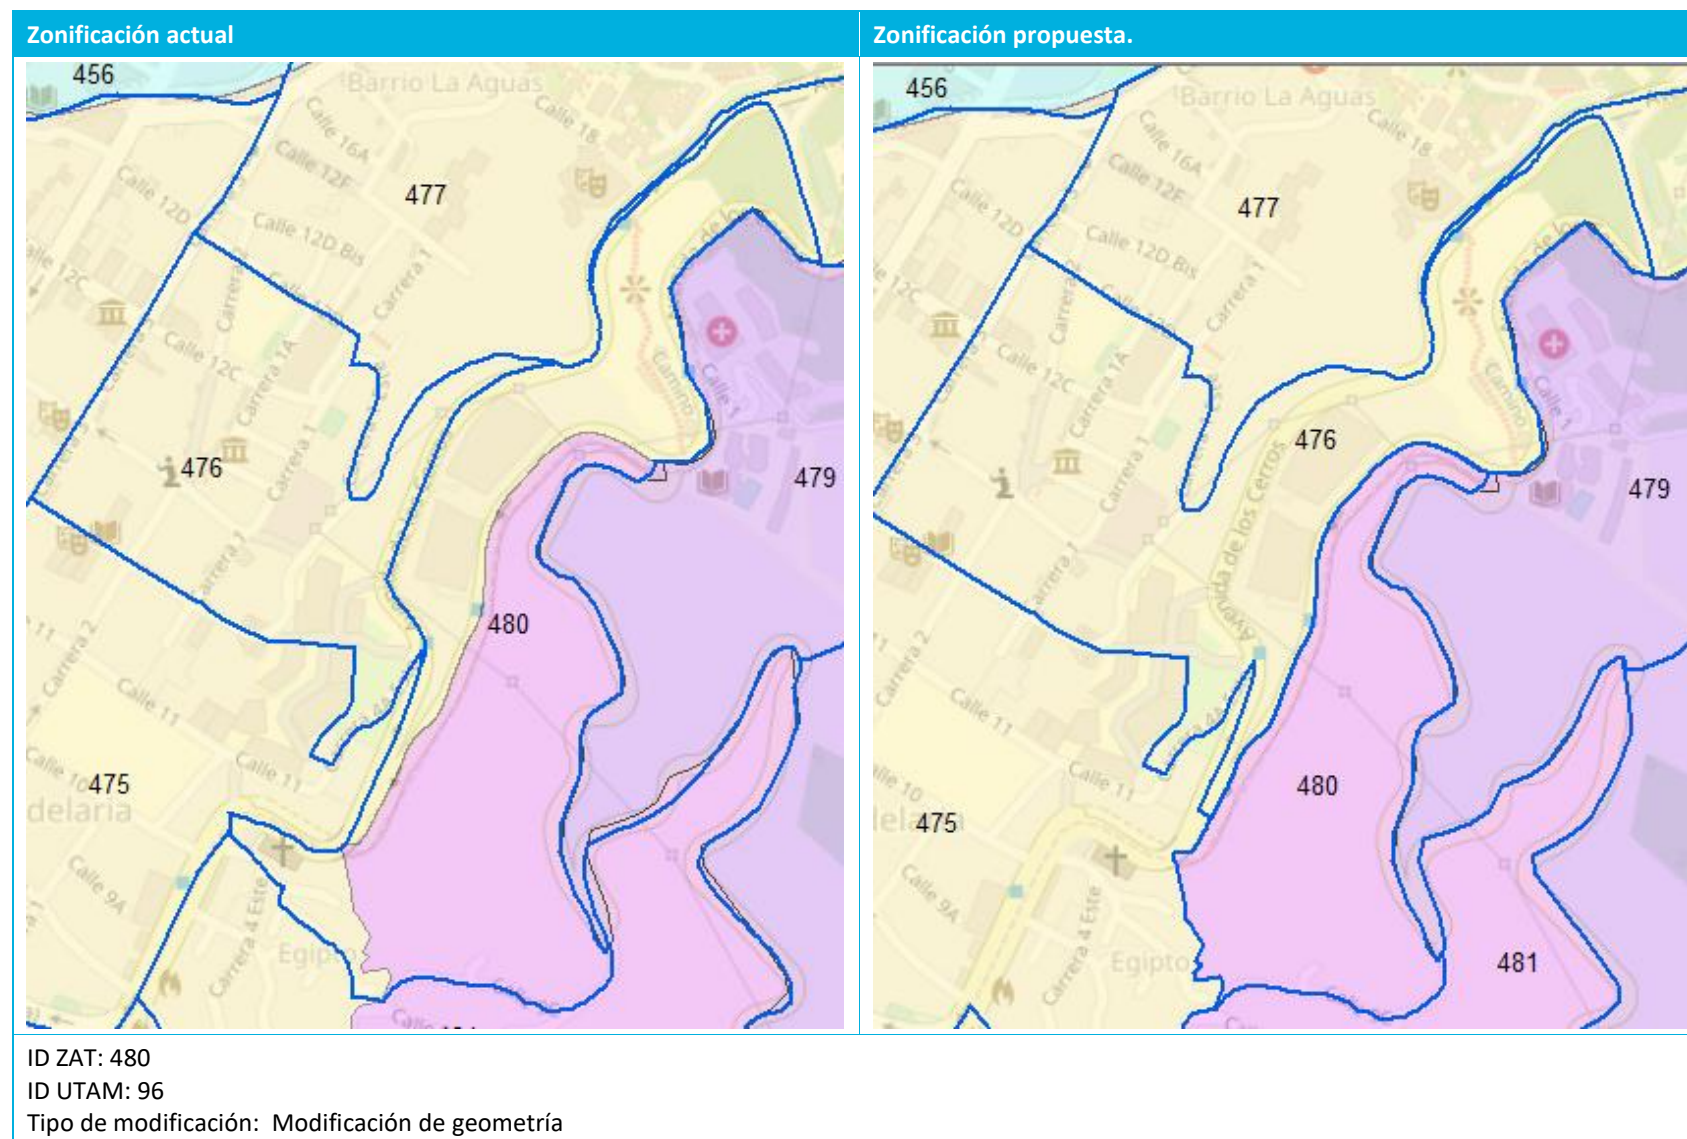 Zonificación actual
Zonificación propuesta.
456
Barrio La Aguas
Calle 18
Calle 16A
Calle 12F
477
Calle 12D
Calle 12D Bis
Carrera 1
Calle 12C
Carrera 1A
Camino
Calle 1
476
Carrera 1
479
480
Carrera 2
Calle 11
Calle 11
Calle 10
475
delaria
Calle 9A
Carrera 4 Este
Egipto
456
Barrio La Aguas
Calle 18
Calle 16A
Calle 12F
477
Calle 12D
Calle 12D Bis
Carrera 1
Calle 12C
Carrera 1A
Camino
Calle 1
476
Carrera 1
479
Avenida de los Cerros
Carrera 2
Calle 11
Calle 11
480
475
Calle 9A
Carrera 4 Este
Egipto
481
ID ZAT: 480
ID UTAM: 96
Tipo de modificación: Modificación de geometría